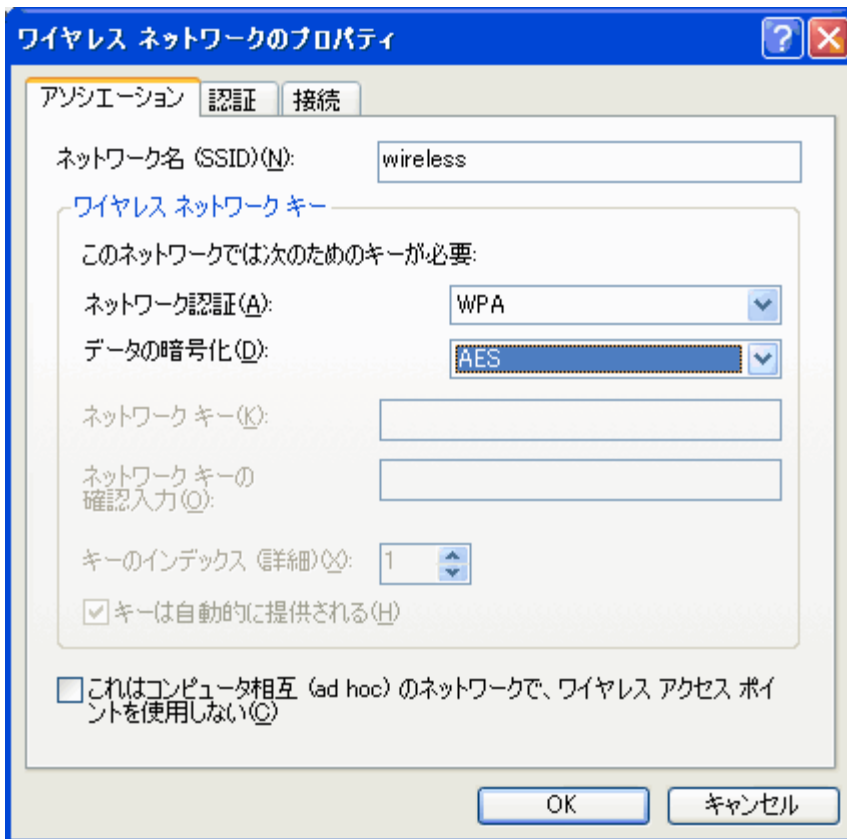 ワイヤレス ネットワークのプロパティ
アソシエーション 認証 接続
ネットワーク名 (SSID)(N): wireless
ワイヤレス ネットワーク キー
このネットワークでは次のためのキーが必要:
ネットワーク認証(A): WPA
データの暗号化(D): AES
ネットワーク キー(K):
ネットワーク キーの
確認入力(O):
キーのインデックス (詳細)(X): 1
キーは自動的に提供される(H)
これはコンピュータ相互 (ad hoc) のネットワークで、ワイヤレス アクセス ポイ
ントを使用しない(C)
OK キャンセル